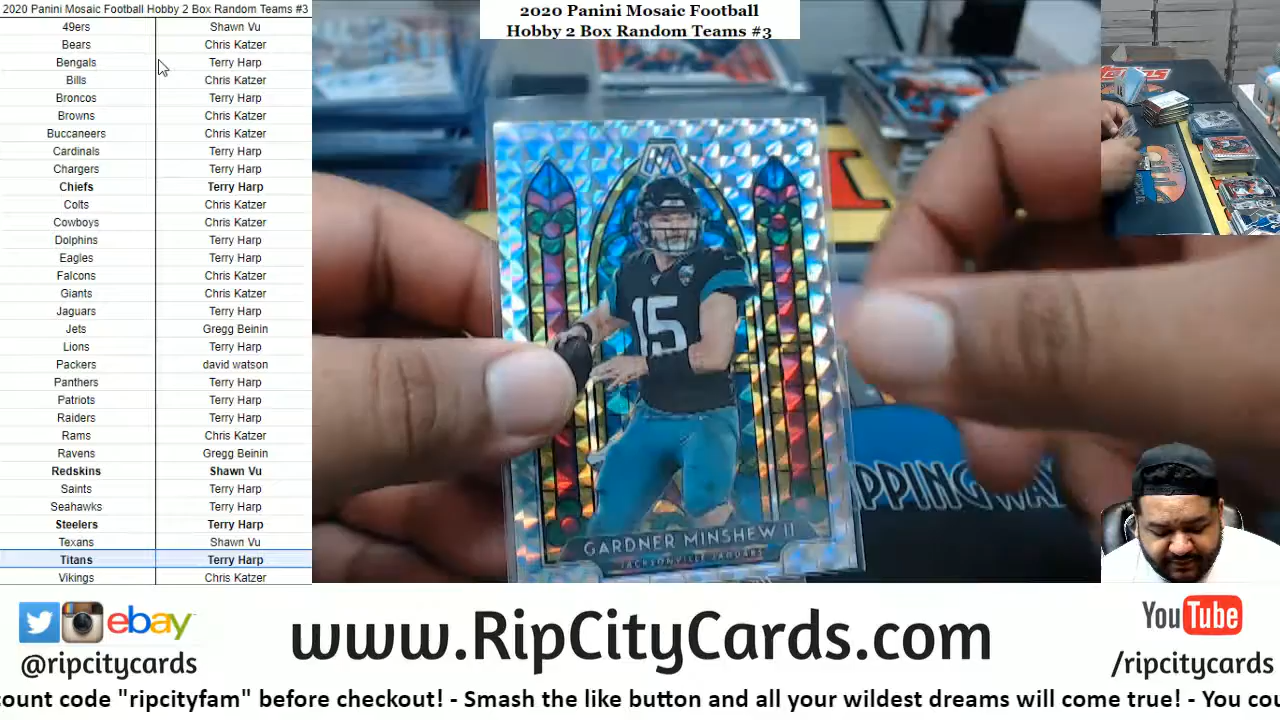 2020 Panini Mosaic Football Hobby 2 Box Random Teams #3
49ers Shawn Vu
Bears Chris Katzer
Bengals Terry Harp
Bills Chris Katzer
Broncos Terry Harp
Browns Chris Katzer
Buccaneers Chris Katzer
Cardinals Terry Harp
Chargers Terry Harp
Chiefs Terry Harp
Colts Chris Katzer
Cowboys Chris Katzer
Dolphins Terry Harp
Eagles Terry Harp
Falcons Chris Katzer
Giants Chris Katzer
Jaguars Terry Harp
Jets Gregg Beinin
Lions Terry Harp
Packers david watson
Panthers Terry Harp
Patriots Terry Harp
Raiders Terry Harp
Rams Chris Katzer
Ravens Gregg Beinin
Redskins Shawn Vu
Saints Terry Harp
Seahawks Terry Harp
Steelers Terry Harp
Texans Shawn Vu
Titans Terry Harp
Vikings Chris Katzer
2020 Panini Mosaic Football
Hobby 2 Box Random Teams #3
M
15
GARDNER MINSHEW II
JACKSONVILLE JAGUARS
PPING WA
Topps
ebay
@ripcitycards
www.RipCityCards.com
YouTube
/ripcitycards
count code "ripcityfam" before checkout! - Smash the like button and all your wildest dreams will come true! - You cou